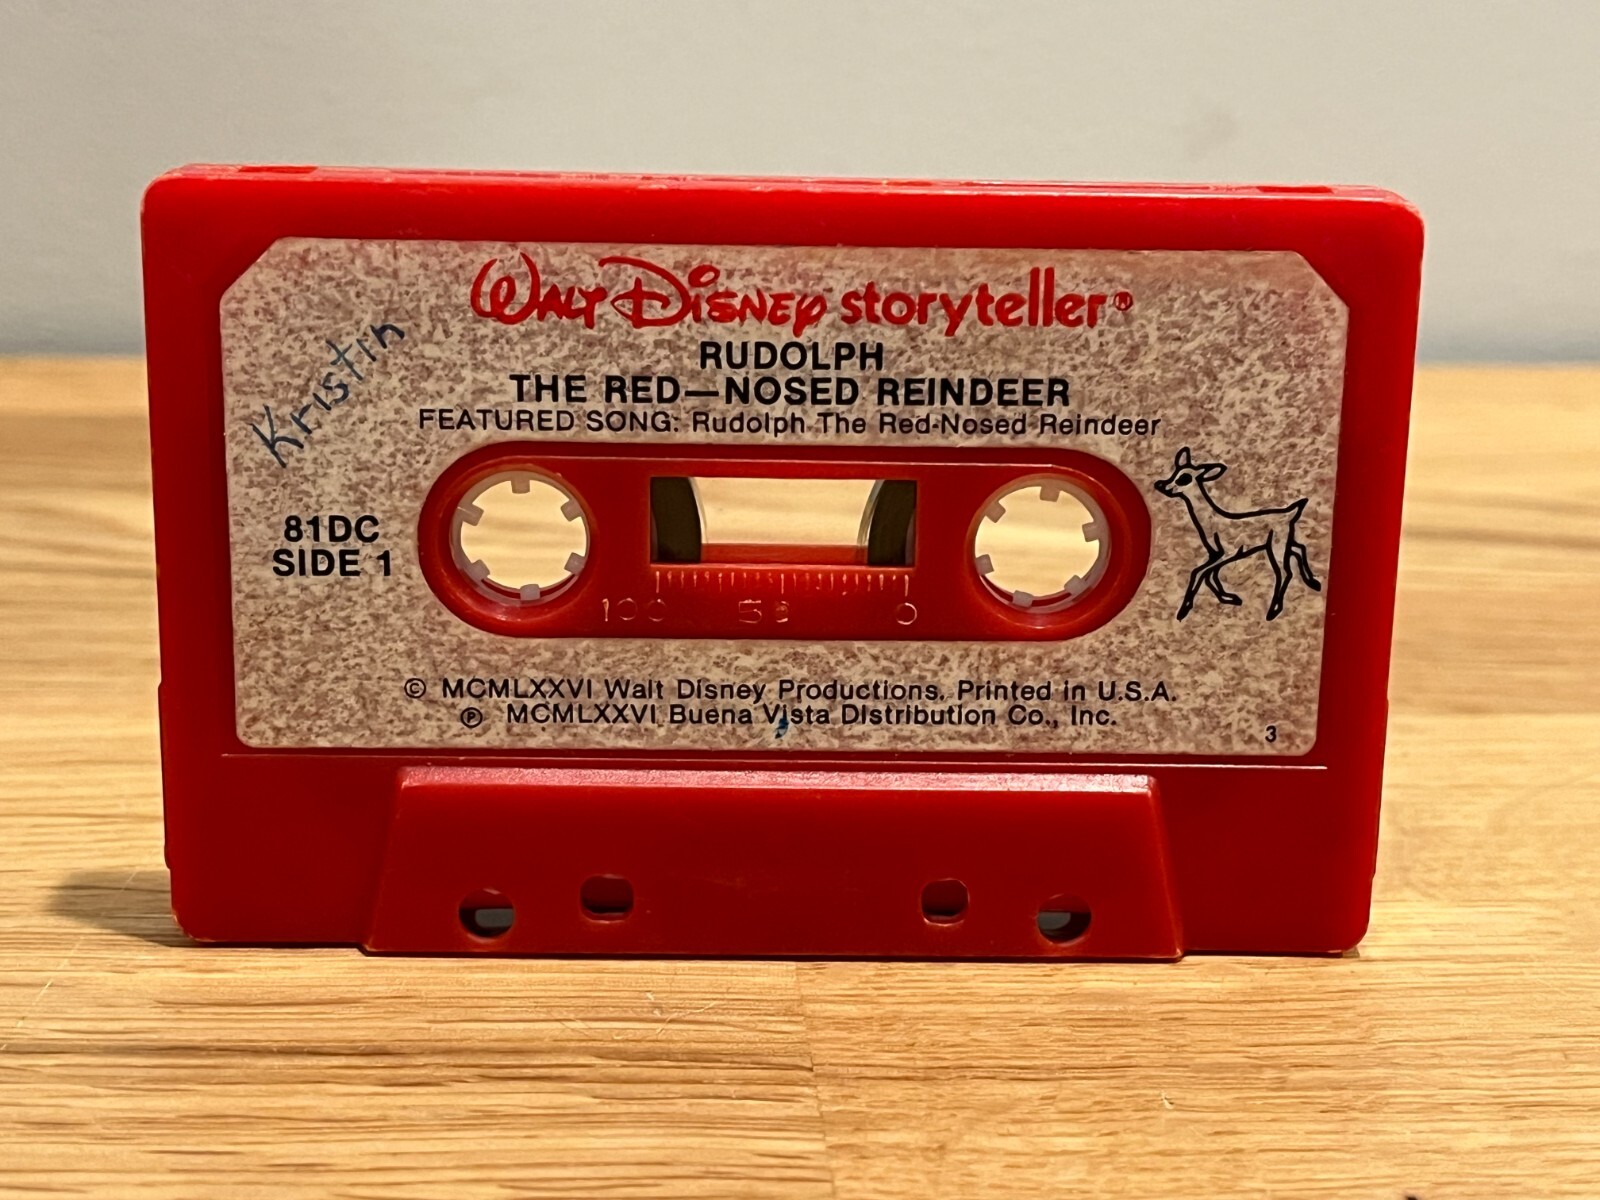 Walt Disney storyteller®
RUDOLPH
THE RED—NOSED REINDEER
FEATURED SONG: Rudolph The Red-Nosed Reindeer
Kristin
81DC
SIDE 1
100 50 0
© MCMLXXVI Walt Disney Productions, Printed in U.S.A.
℗ MCMLXXVI Buena Vista Distribution Co., Inc.
3